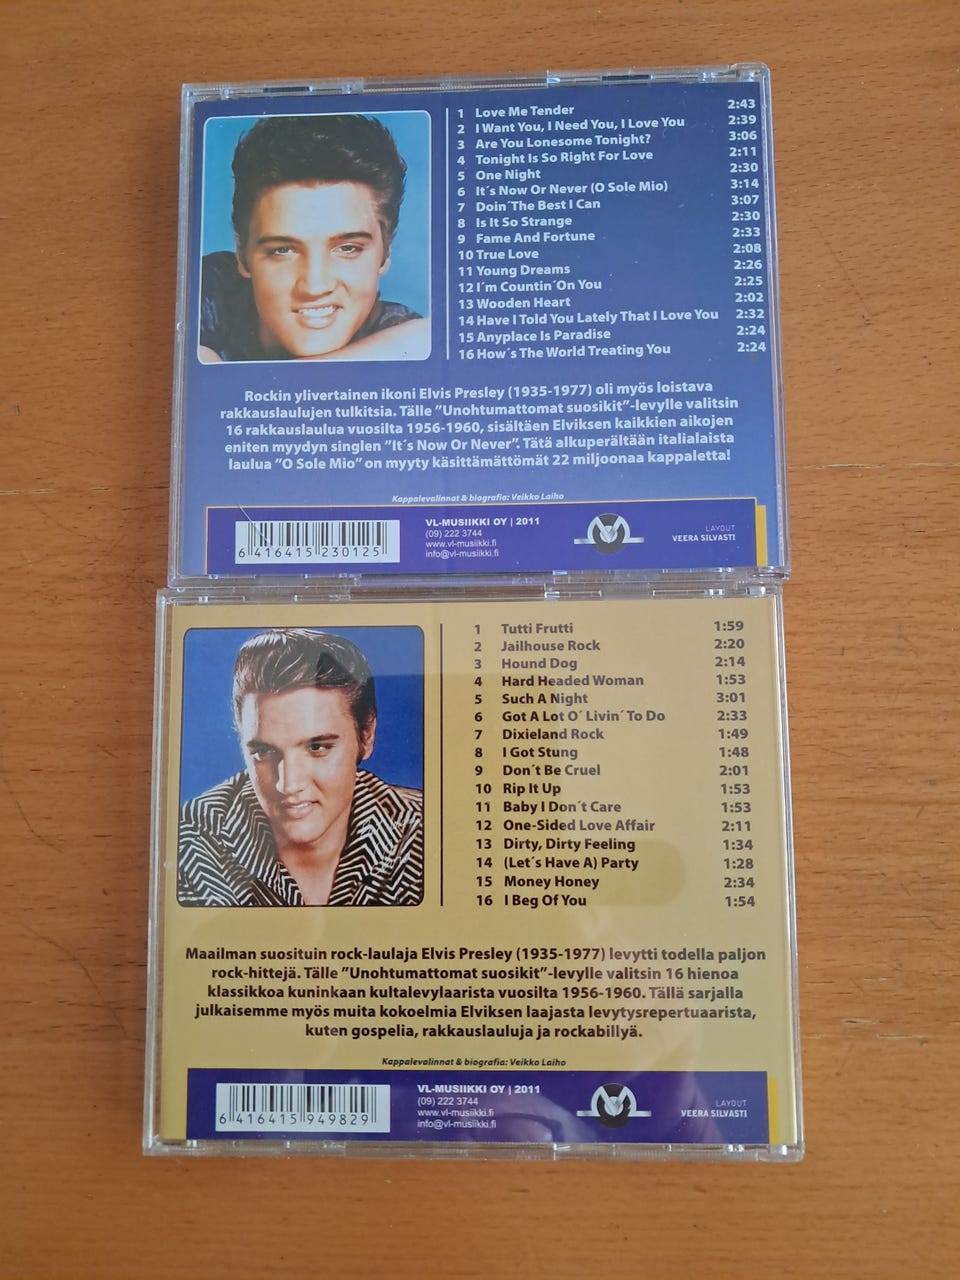 1 Love Me Tender 2:43
2 I Want You, I Need You, I Love You 2:39
3 Are You Lonesome Tonight? 3:06
4 Tonight Is So Right For Love 2:11
5 One Night 2:30
6 It´s Now Or Never (O Sole Mio) 3:14
7 Doin´The Best I Can 3:07
8 Is It So Strange 2:30
9 Fame And Fortune 2:33
10 True Love 2:08
11 Young Dreams 2:26
12 I´m Countin´On You 2:25
13 Wooden Heart 2:02
14 Have I Told You Lately That I Love You 2:32
15 Anyplace Is Paradise 2:24
16 How´s The World Treating You 2:24
Rockin ylivertainen ikoni Elvis Presley (1935-1977) oli myös loistava
rakkauslaulujen tulkitsia. Tälle ”Unohtumattomat suosikit”-levylle valitsin
16 rakkauslaulua vuosilta 1956-1960, sisältäen Elviksen kaikkien aikojen
eniten myydyn singlen ”It´s Now Or Never”. Tätä alkuperältään italialaista
laulua ”O Sole Mio” on myyty käsittämättömät 22 miljoonaa kappaletta!
Kappalevalinnat & biografia: Veikko Laiho
6 416415 230125
VL-MUSIIKKI OY | 2011
(09) 222 3744
www.vl-musiikki.fi
info@vl-musiikki.fi
LAYOUT
VEERA SILVASTI
1 Tutti Frutti 1:59
2 Jailhouse Rock 2:20
3 Hound Dog 2:14
4 Hard Headed Woman 1:53
5 Such A Night 3:01
6 Got A Lot O´ Livin´ To Do 2:33
7 Dixieland Rock 1:49
8 I Got Stung 1:48
9 Don´t Be Cruel 2:01
10 Rip It Up 1:53
11 Baby I Don´t Care 1:53
12 One-Sided Love Affair 2:11
13 Dirty, Dirty Feeling 1:34
14 (Let´s Have A) Party 1:28
15 Money Honey 2:34
16 I Beg Of You 1:54
Maailman suosituin rock-laulaja Elvis Presley (1935-1977) levytti todella paljon
rock-hittejä. Tälle ”Unohtumattomat suosikit”-levylle valitsin 16 hienoa
klassikkoa kuninkaan kultalevylaarista vuosilta 1956-1960. Tällä sarjalla
julkaisemme myös muita kokoelmia Elviksen laajasta levytysrepertuaarista,
kuten gospelia, rakkauslauluja ja rockabillyä.
Kappalevalinnat & biografia: Veikko Laiho
6 416415 949829
VL-MUSIIKKI OY | 2011
(09) 222 3744
www.vl-musiikki.fi
info@vl-musiikki.fi
LAYOUT
VEERA SILVASTI